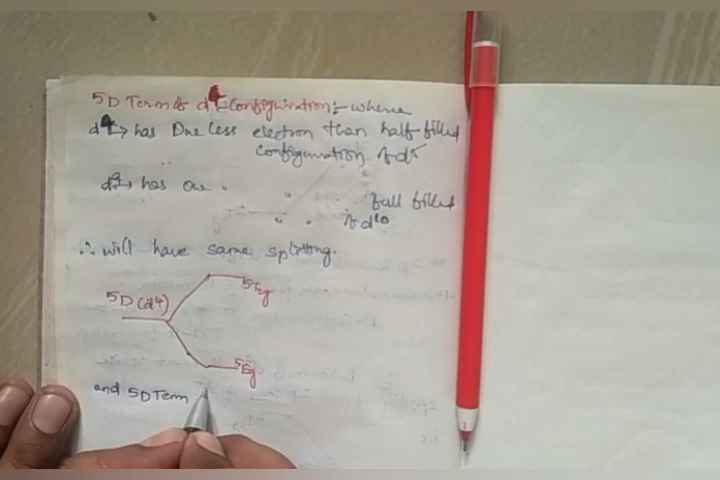 5D Term of d4 configuration:- where
d4 → has One less electron than half filled
configuration of d5
d9 → has one " " " " full filled
of d10
∴ will have same splitting.
5D (d4)
5T2g
5Eg
and 5D Term